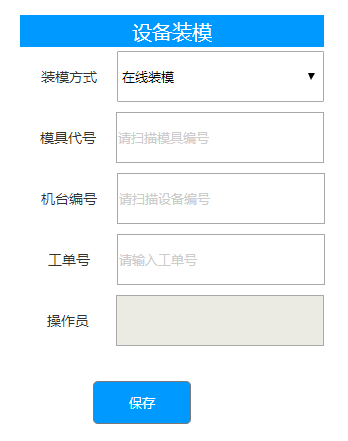 设备装模
装模方式 在线装模
模具代号 请扫描模具编号
机台编号 请扫描设备编号
工单号 请输入工单号
操作员
保存